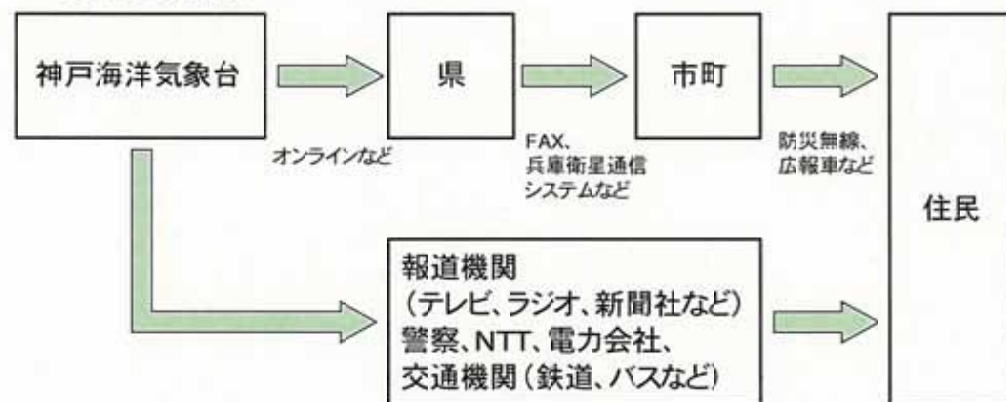 神戸海洋気象台
県
市町
オンラインなど
FAX、
兵庫衛星通信
システムなど
防災無線、
広報車など
住民
報道機関
(テレビ、ラジオ、新聞社など)
警察、NTT、電力会社、
交通機関(鉄道、バスなど)